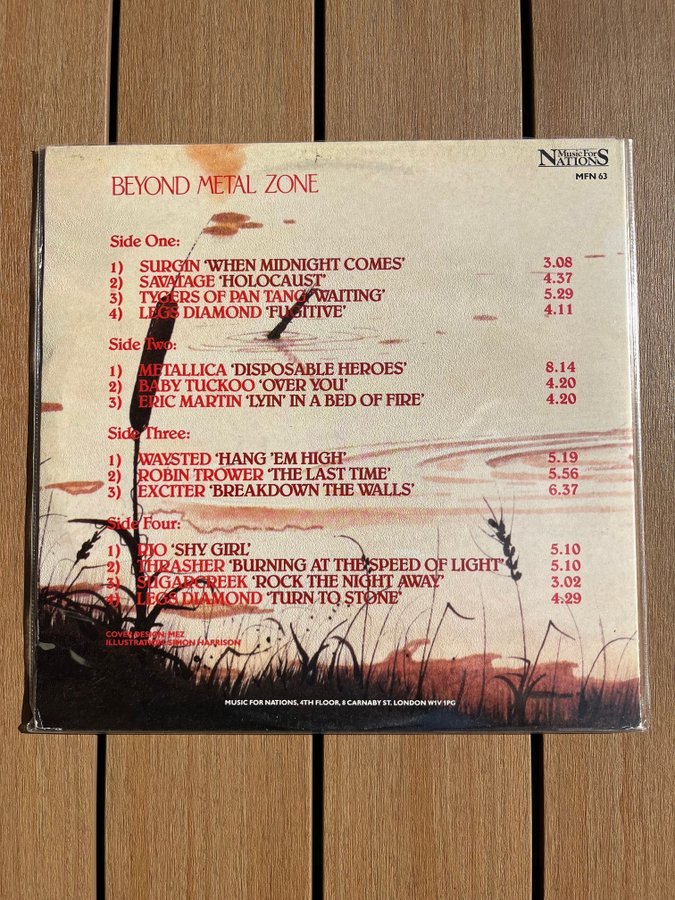 Music For
NATIONS
MFN 63
BEYOND METAL ZONE
Side One:
1) SURGIN ‘WHEN MIDNIGHT COMES’ 3.08
2) SAVATAGE ‘HOLOCAUST’ 4.37
3) TYGERS OF PAN TANG ‘WAITING’ 5.29
4) LEGS DIAMOND ‘FUGITIVE’ 4.11
Side Two:
1) METALLICA ‘DISPOSABLE HEROES’ 8.14
2) BABY TUCKOO ‘OVER YOU’ 4.20
3) ERIC MARTIN ‘LYIN’ IN A BED OF FIRE’ 4.20
Side Three:
1) WAYSTED ‘HANG ’EM HIGH’ 5.19
2) ROBIN TROWER ‘THE LAST TIME’ 5.56
3) EXCITER ‘BREAKDOWN THE WALLS’ 6.37
Side Four:
1) RIO ‘SHY GIRL’ 5.10
2) THRASHER ‘BURNING AT THE SPEED OF LIGHT’ 5.10
3) SUGARCREEK ‘ROCK THE NIGHT AWAY’ 3.02
4) LEGS DIAMOND ‘TURN TO STONE’ 4.29
COVER DESIGN: MEZ
ILLUSTRATION: SIMON HARRISON
MUSIC FOR NATIONS, 4TH FLOOR, 8 CARNABY ST. LONDON W1V 1PG